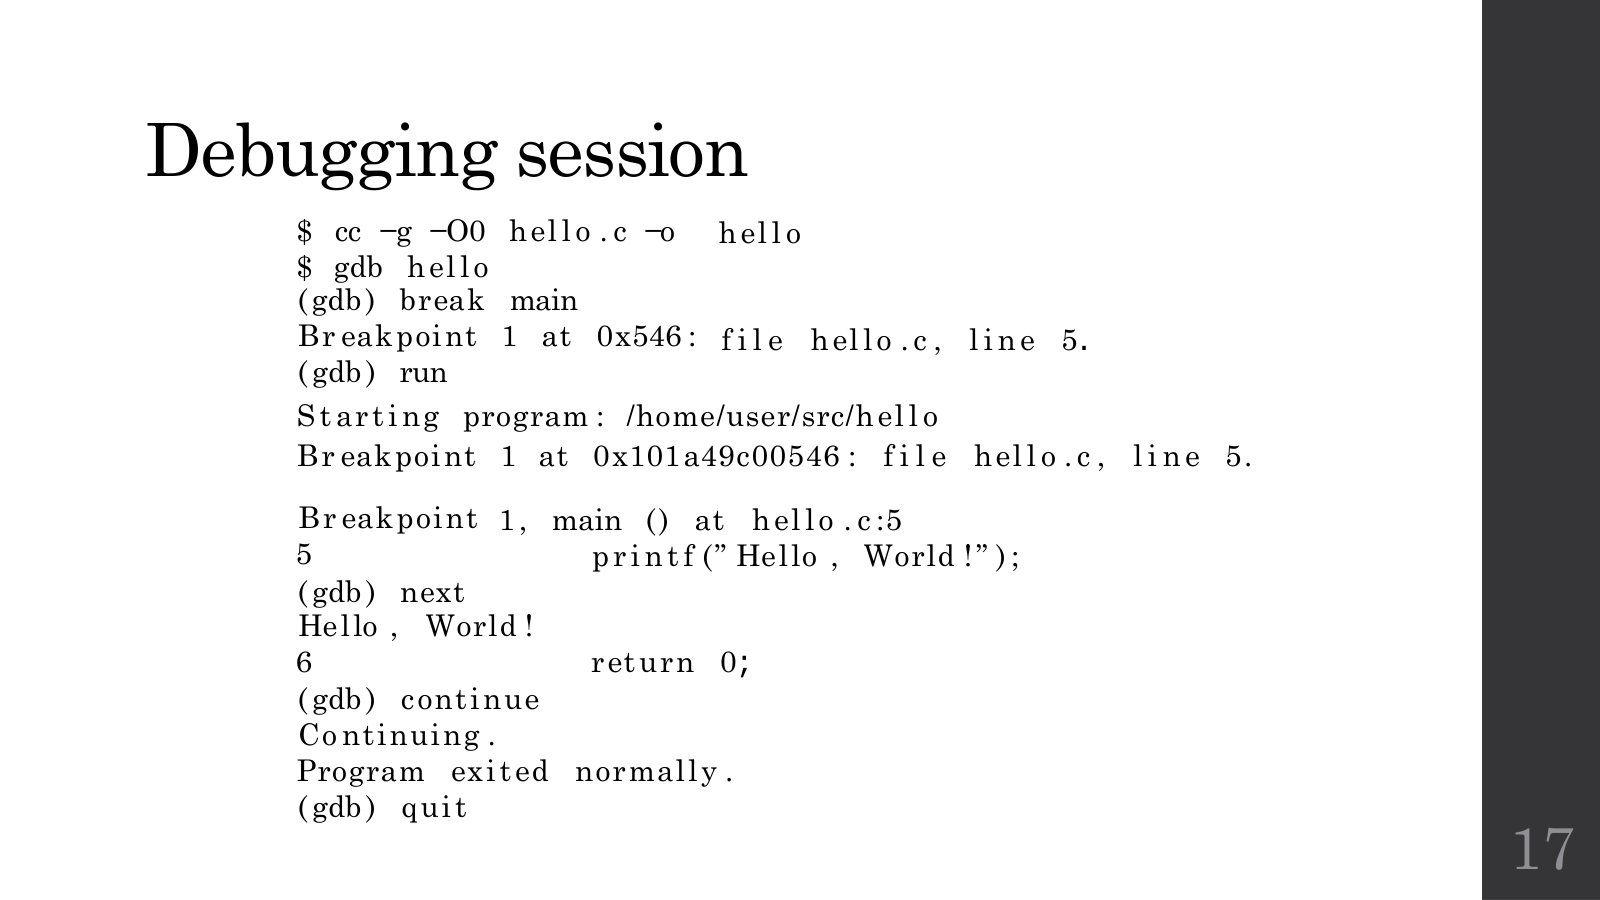 Debugging session
$ cc −g −O0 hello.c −o hello
$ gdb hello
(gdb) break main
Breakpoint 1 at 0x546: file hello.c, line 5.
(gdb) run
Starting program: /home/user/src/hello
Breakpoint 1 at 0x101a49c00546: file hello.c, line 5.
Breakpoint 1, main () at hello.c:5
5 printf(”Hello, World!”);
(gdb) next
Hello, World!
6 return 0;
(gdb) continue
Continuing.
Program exited normally.
(gdb) quit
17